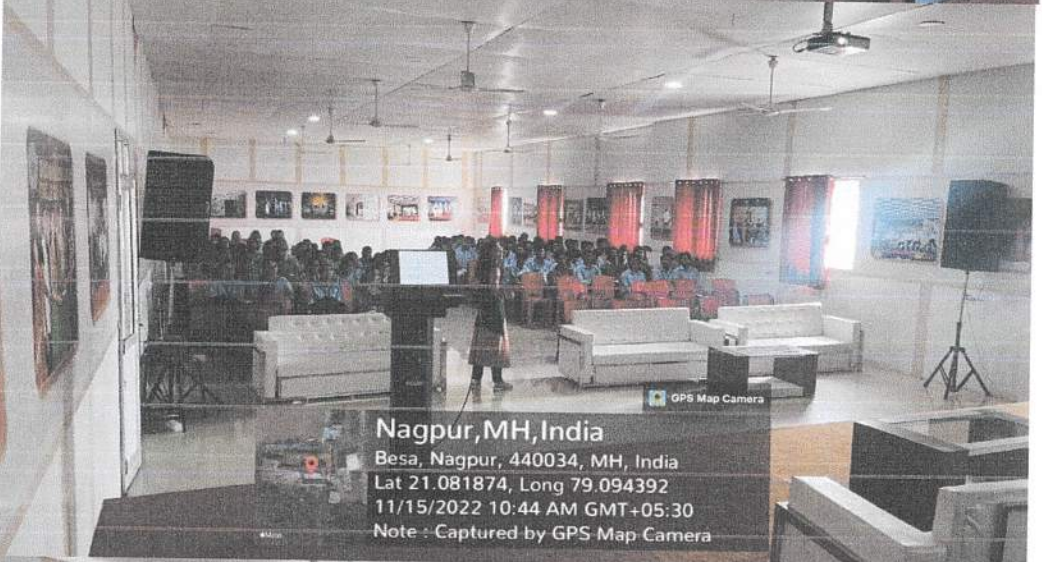 GPS Map Camera
Nagpur,MH,India
Besa, Nagpur, 440034, MH, India
Lat 21.081874, Long 79.094392
11/15/2022 10:44 AM GMT+05:30
Note : Captured by GPS Map Camera